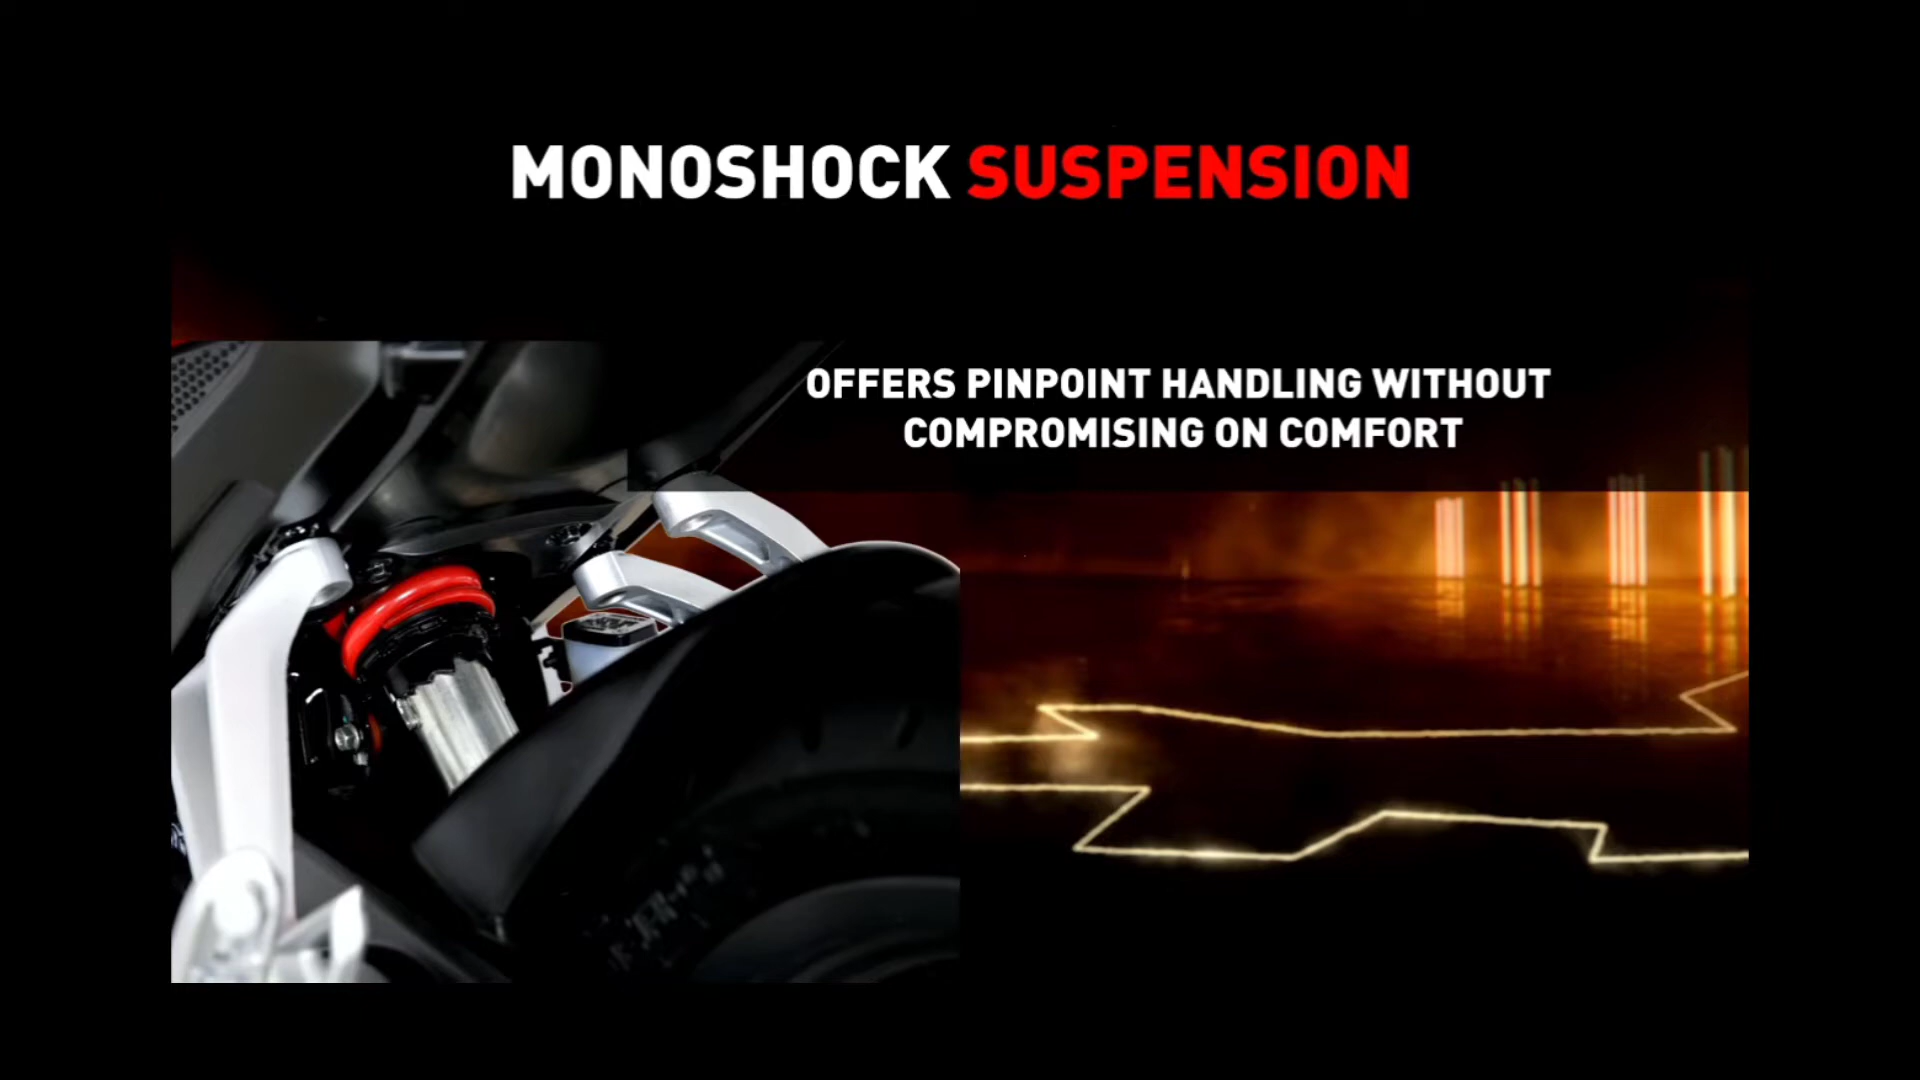 MONOSHOCK SUSPENSION
OFFERS PINPOINT HANDLING WITHOUT
COMPROMISING ON COMFORT